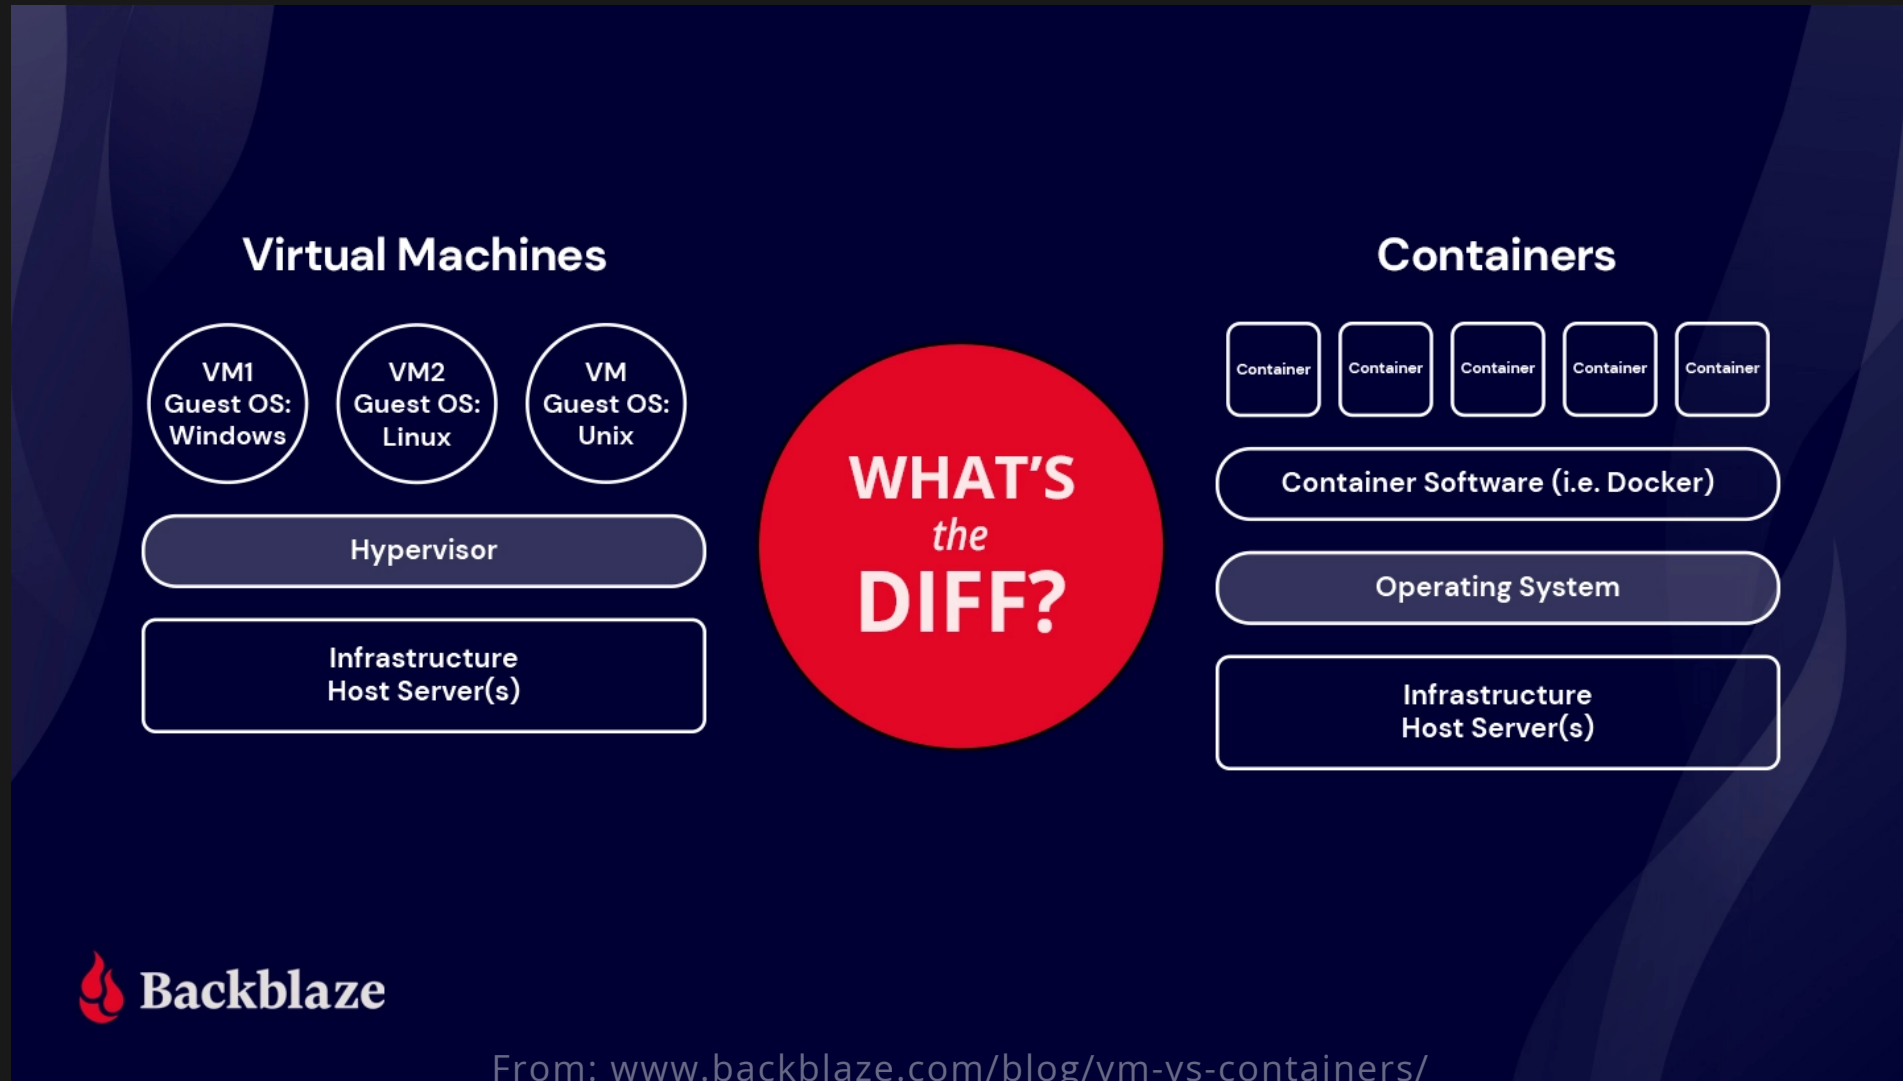 Virtual Machines
VM1
Guest OS:
Windows
VM2
Guest OS:
Linux
VM
Guest OS:
Unix
Hypervisor
Infrastructure
Host Server(s)
WHAT'S
the
DIFF?
Containers
Container
Container
Container
Container
Container
Container Software (i.e. Docker)
Operating System
Infrastructure
Host Server(s)
Backblaze
From: www.backblaze.com/blog/vm-vs-containers/